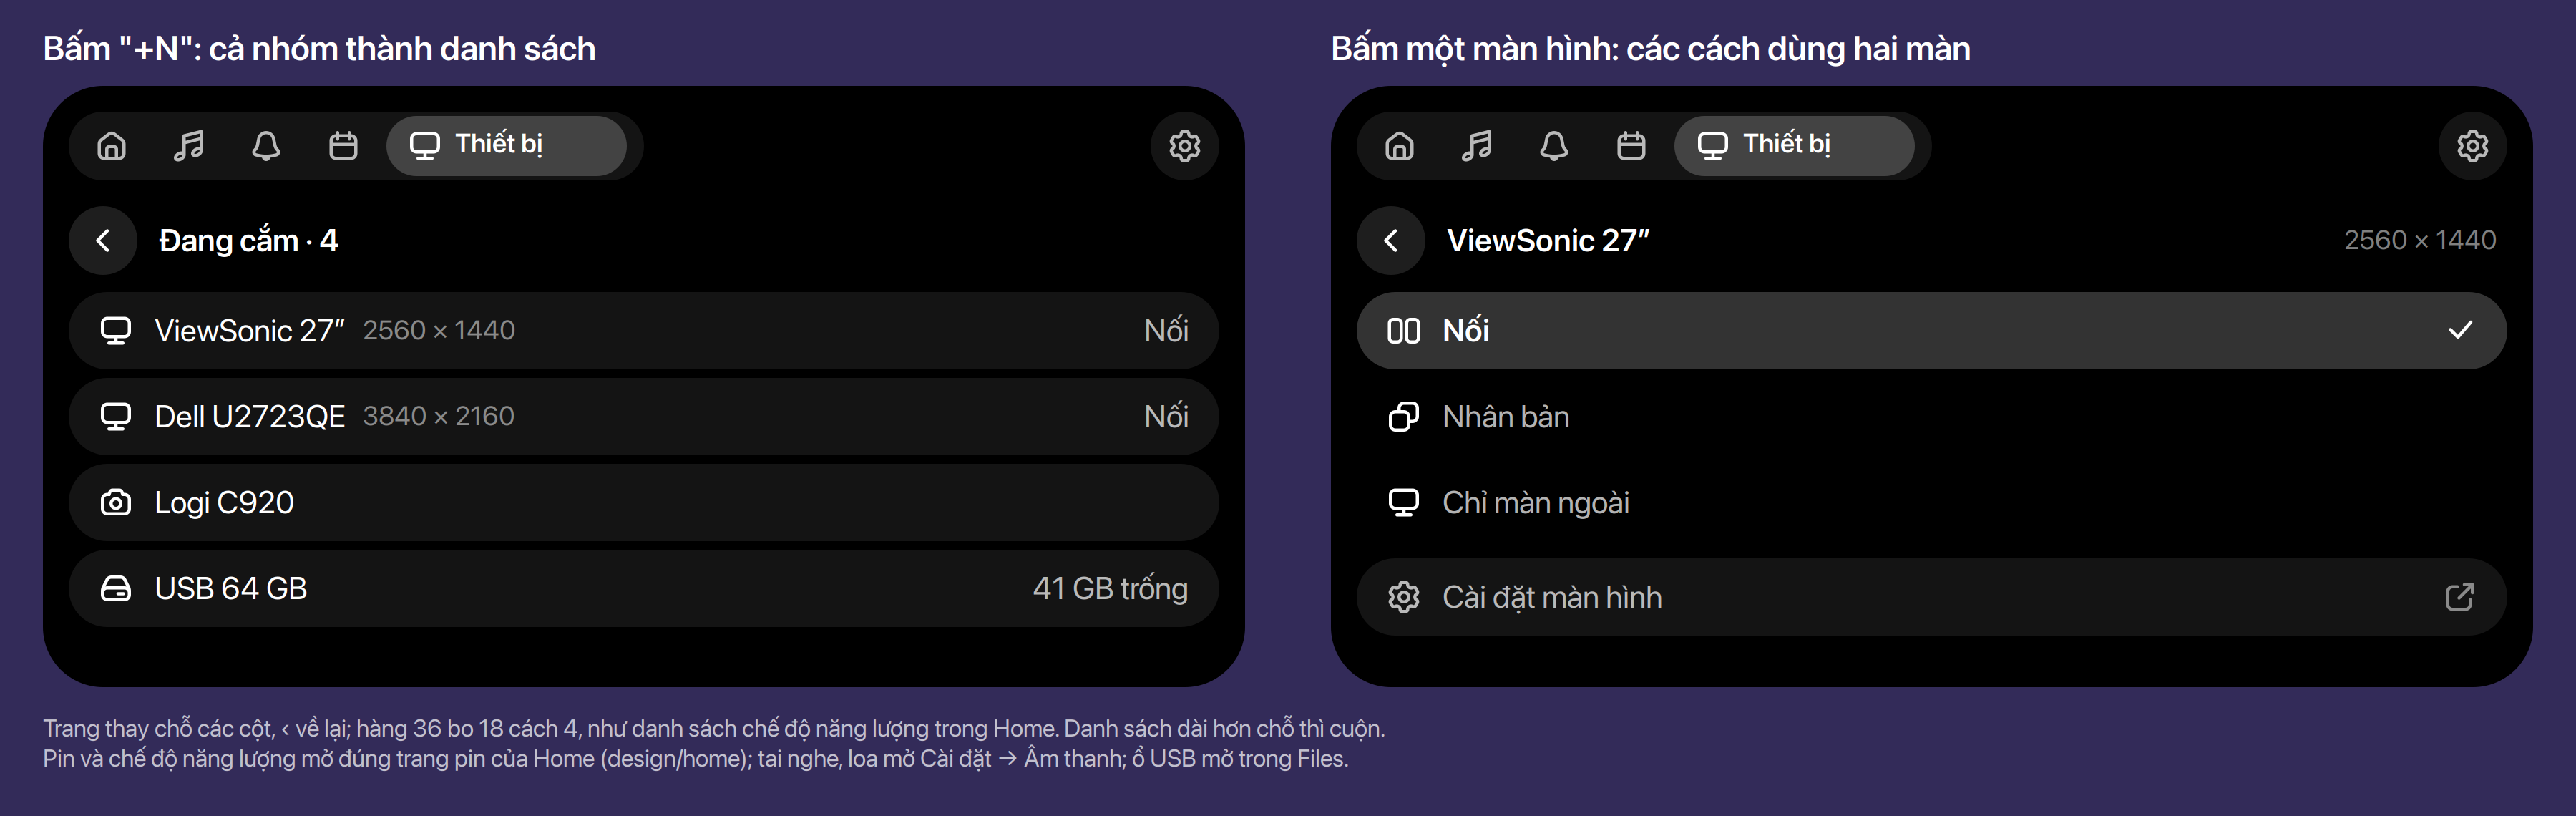 Bấm "+N": cả nhóm thành danh sách
Thiết bị
Đang cắm · 4
ViewSonic 27″ 2560 × 1440 Nối
Dell U2723QE 3840 × 2160 Nối
Logi C920
USB 64 GB 41 GB trống
Bấm một màn hình: các cách dùng hai màn
Thiết bị
ViewSonic 27″ 2560 × 1440
Nối
Nhân bản
Chỉ màn ngoài
Cài đặt màn hình
Trang thay chỗ các cột, ‹ về lại; hàng 36 bo 18 cách 4, như danh sách chế độ năng lượng trong Home. Danh sách dài hơn chỗ thì cuộn.
Pin và chế độ năng lượng mở đúng trang pin của Home (design/home); tai nghe, loa mở Cài đặt → Âm thanh; ổ USB mở trong Files.